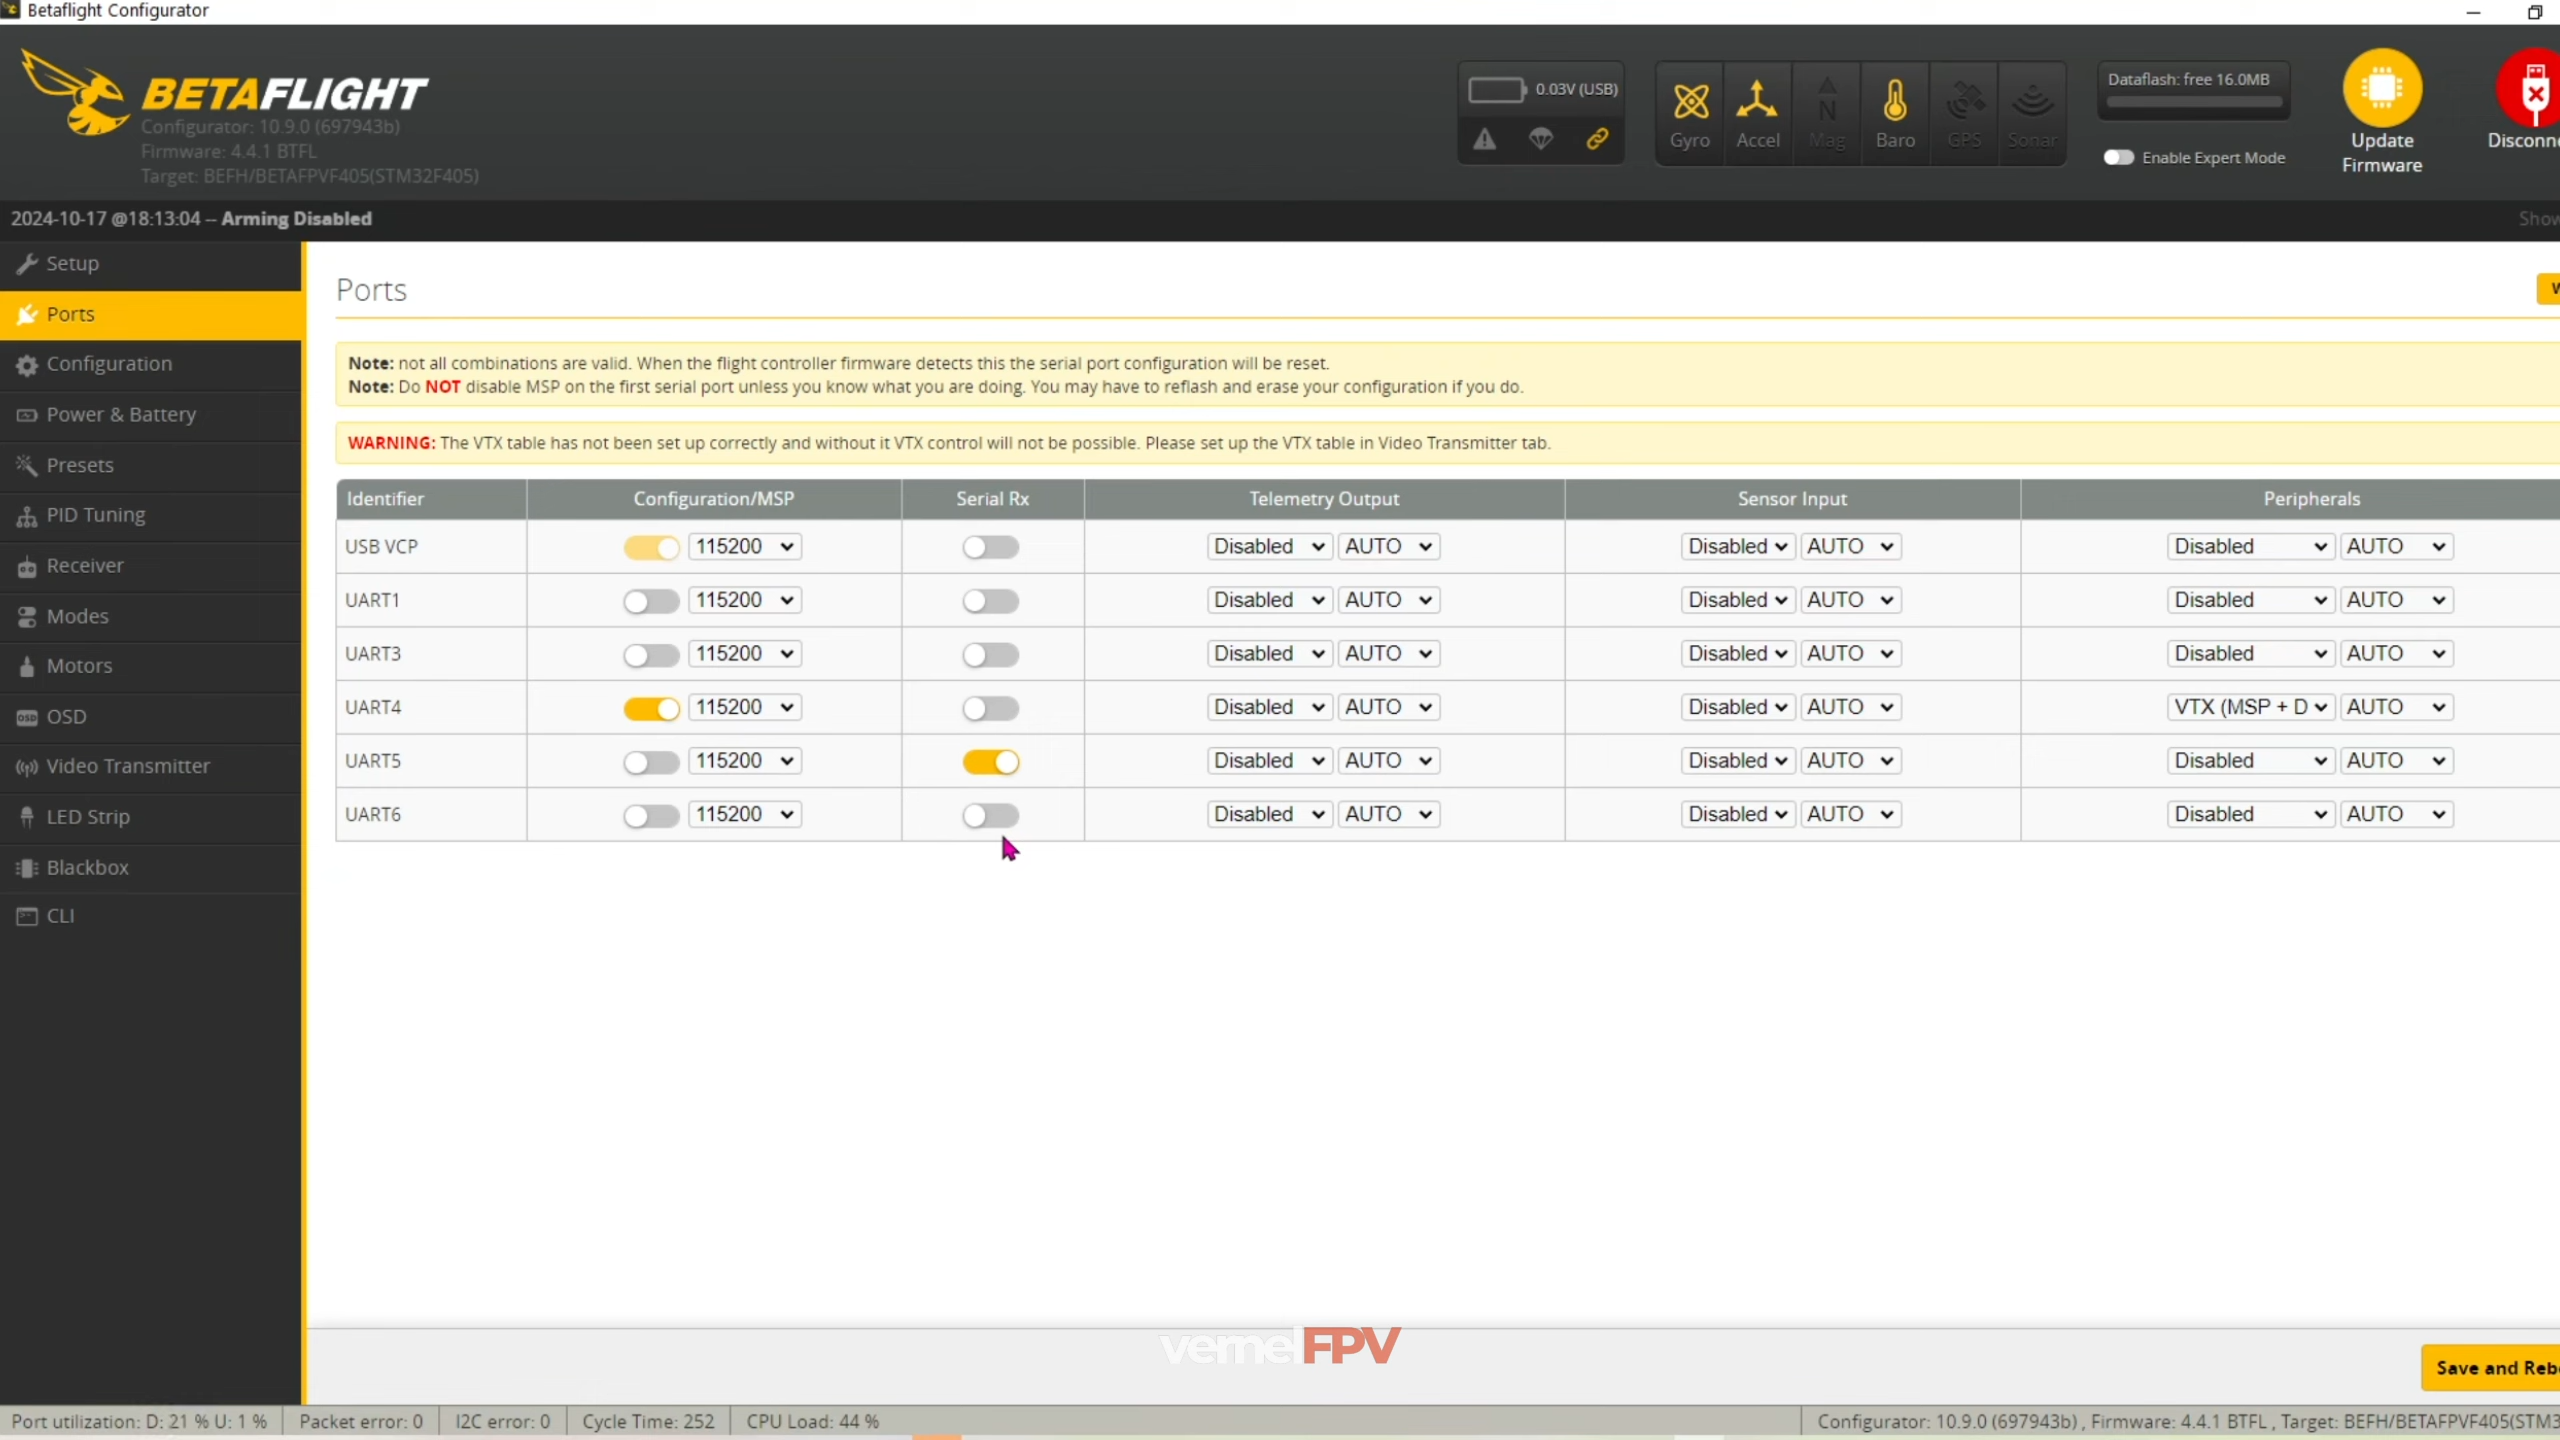 Betaflight Configurator
BETAFLIGHT
Configurator: 10.9.0 (697943b)
Firmware: 4.4.1 BTFL
Target: BEFH/BETAFPVF405(STM32F405)
0.03V (USB)
Gyro Accel Mag Baro GPS Sonar
Dataflash: free 16.0MB
Enable Expert Mode
Update
Firmware
Disconne
2024-10-17 @18:13:04 -- Arming Disabled
Show
Setup
Ports
Configuration
Power & Battery
Presets
PID Tuning
Receiver
Modes
Motors
OSD
Video Transmitter
LED Strip
Blackbox
CLI
Ports
Note: not all combinations are valid. When the flight controller firmware detects this the serial port configuration will be reset.
Note: Do NOT disable MSP on the first serial port unless you know what you are doing. You may have to reflash and erase your configuration if you do.
WARNING: The VTX table has not been set up correctly and without it VTX control will not be possible. Please set up the VTX table in Video Transmitter tab.
Identifier Configuration/MSP Serial Rx Telemetry Output Sensor Input Peripherals
USB VCP 115200 Disabled AUTO Disabled AUTO Disabled AUTO
UART1 115200 Disabled AUTO Disabled AUTO Disabled AUTO
UART3 115200 Disabled AUTO Disabled AUTO Disabled AUTO
UART4 115200 Disabled AUTO Disabled AUTO VTX (MSP + D AUTO
UART5 115200 Disabled AUTO Disabled AUTO Disabled AUTO
UART6 115200 Disabled AUTO Disabled AUTO Disabled AUTO
vemelFPV
Save and Reb
Port utilization: D: 21 % U: 1 % Packet error: 0 I2C error: 0 Cycle Time: 252 CPU Load: 44 %
Configurator: 10.9.0 (697943b) , Firmware: 4.4.1 BTFL , Target: BEFH/BETAFPVF405(STM3